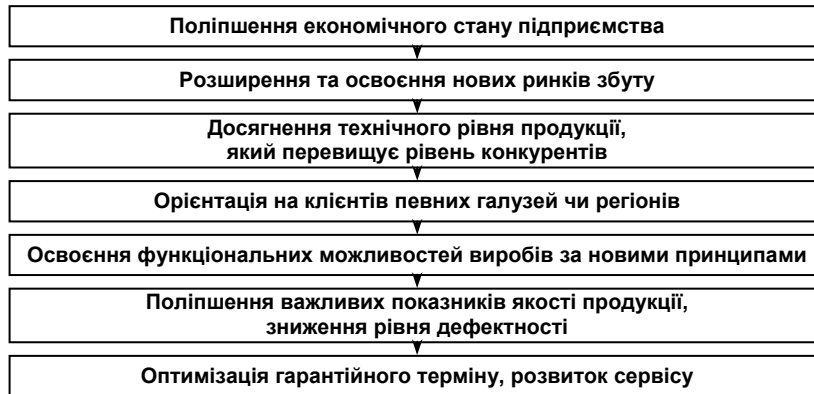 Поліпшення економічного стану підприємства
Розширення та освоєння нових ринків збуту
Досягнення технічного рівня продукції,
який перевищує рівень конкурентів
Орієнтація на клієнтів певних галузей чи регіонів
Освоєння функціональних можливостей виробів за новими принципами
Поліпшення важливих показників якості продукції,
зниження рівня дефектності
Оптимізація гарантійного терміну, розвиток сервісу